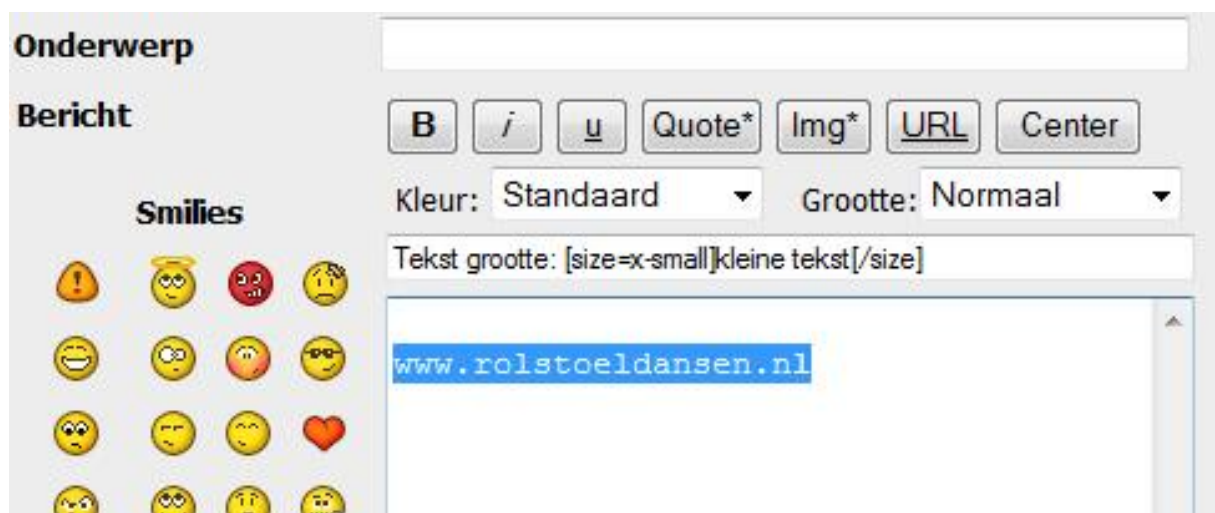 Onderwerp
Bericht
B i u Quote* Img* URL Center
Kleur: Standaard Grootte: Normaal
Smilies
Tekst grootte: [size=x-small]kleine tekst[/size]
www.rolstoeldansen.nl